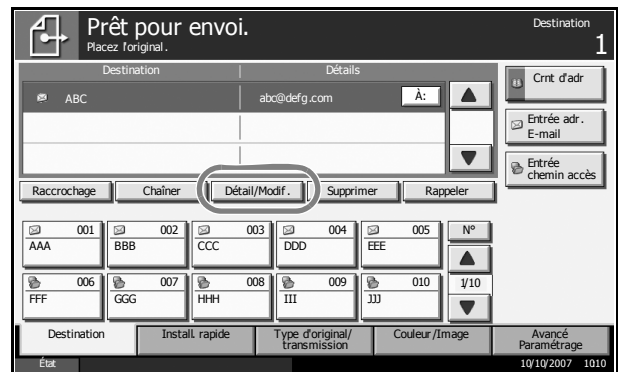 Prêt pour envoi.
Placez l'original.
Destination
1
Destination Détails
ABC abc@defg.com À:
Crnt d'adr
Entrée adr.
E-mail
Entrée
chemin accès
Raccrochage Chaîner Détail/Modif. Supprimer Rappeler
001 002 003 004 005 N°
AAA BBB CCC DDD EEE
006 007 008 009 010 1/10
FFF GGG HHH III JJJ
Destination Install. rapide Type d'original/
transmission Couleur/Image Avancé
Paramétrage
État 10/10/2007 1010